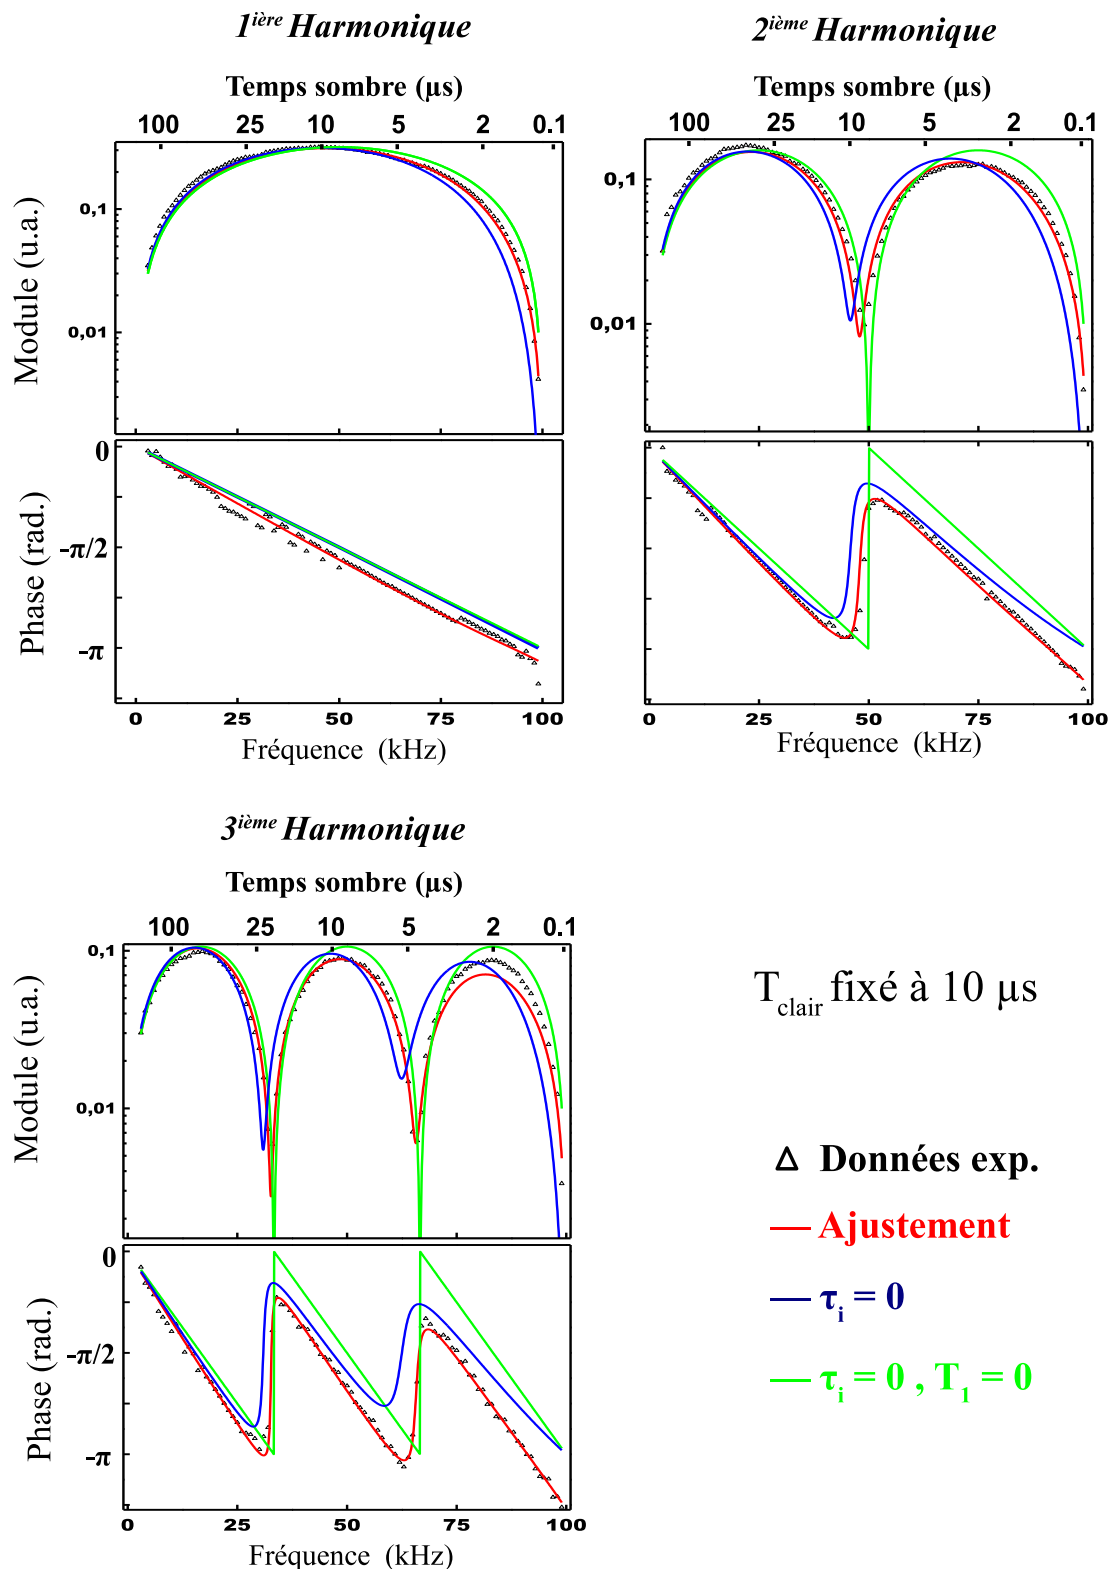 1ière Harmonique
Temps sombre (µs)
100 25 10 5 2 0.1
Module (u.a.)
0,1
0,01
Phase (rad.)
0
-π/2
-π
0 25 50 75 100
Fréquence (kHz)
2ième Harmonique
Temps sombre (µs)
100 25 10 5 2 0.1
0,1
0,01
0 25 50 75 100
Fréquence (kHz)
3ième Harmonique
Temps sombre (µs)
100 25 10 5 2 0.1
Module (u.a.)
0,1
0,01
Phase (rad.)
0
-π/2
-π
0 25 50 75 100
Fréquence (kHz)
Tclair fixé à 10 µs
Données exp.
Ajustement
τi = 0
τi = 0 , T1 = 0